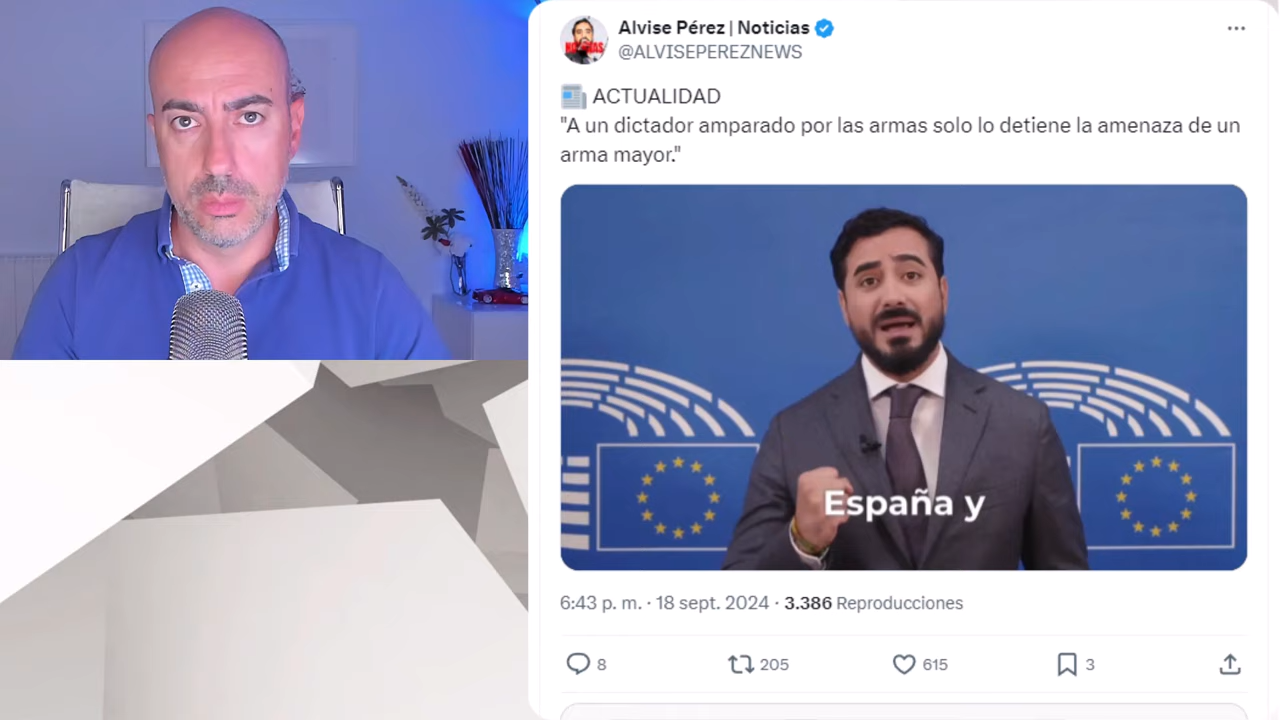 Alvise Pérez | Noticias
@ALVISEPEREZNEWS
ACTUALIDAD
"A un dictador amparado por las armas solo lo detiene la amenaza de un
arma mayor."
España y
6:43 p. m. · 18 sept. 2024 · 3.386 Reproducciones
8 205 615 3